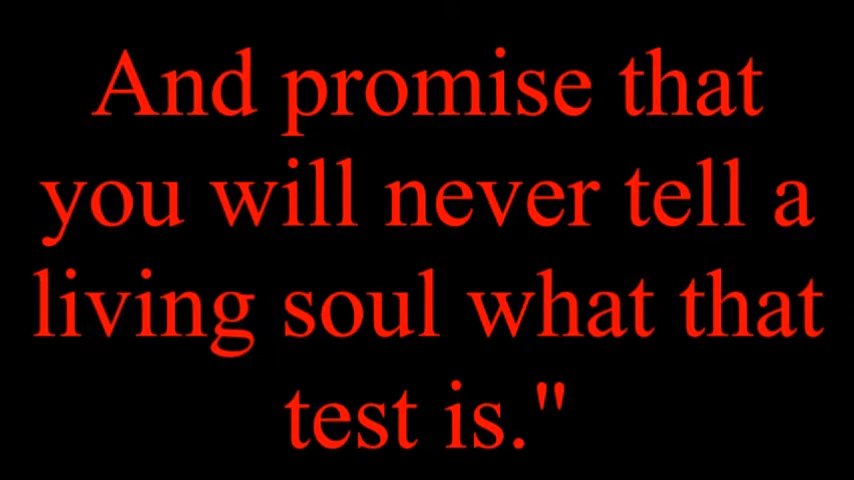 And promise that
you will never tell a
living soul what that
test is."